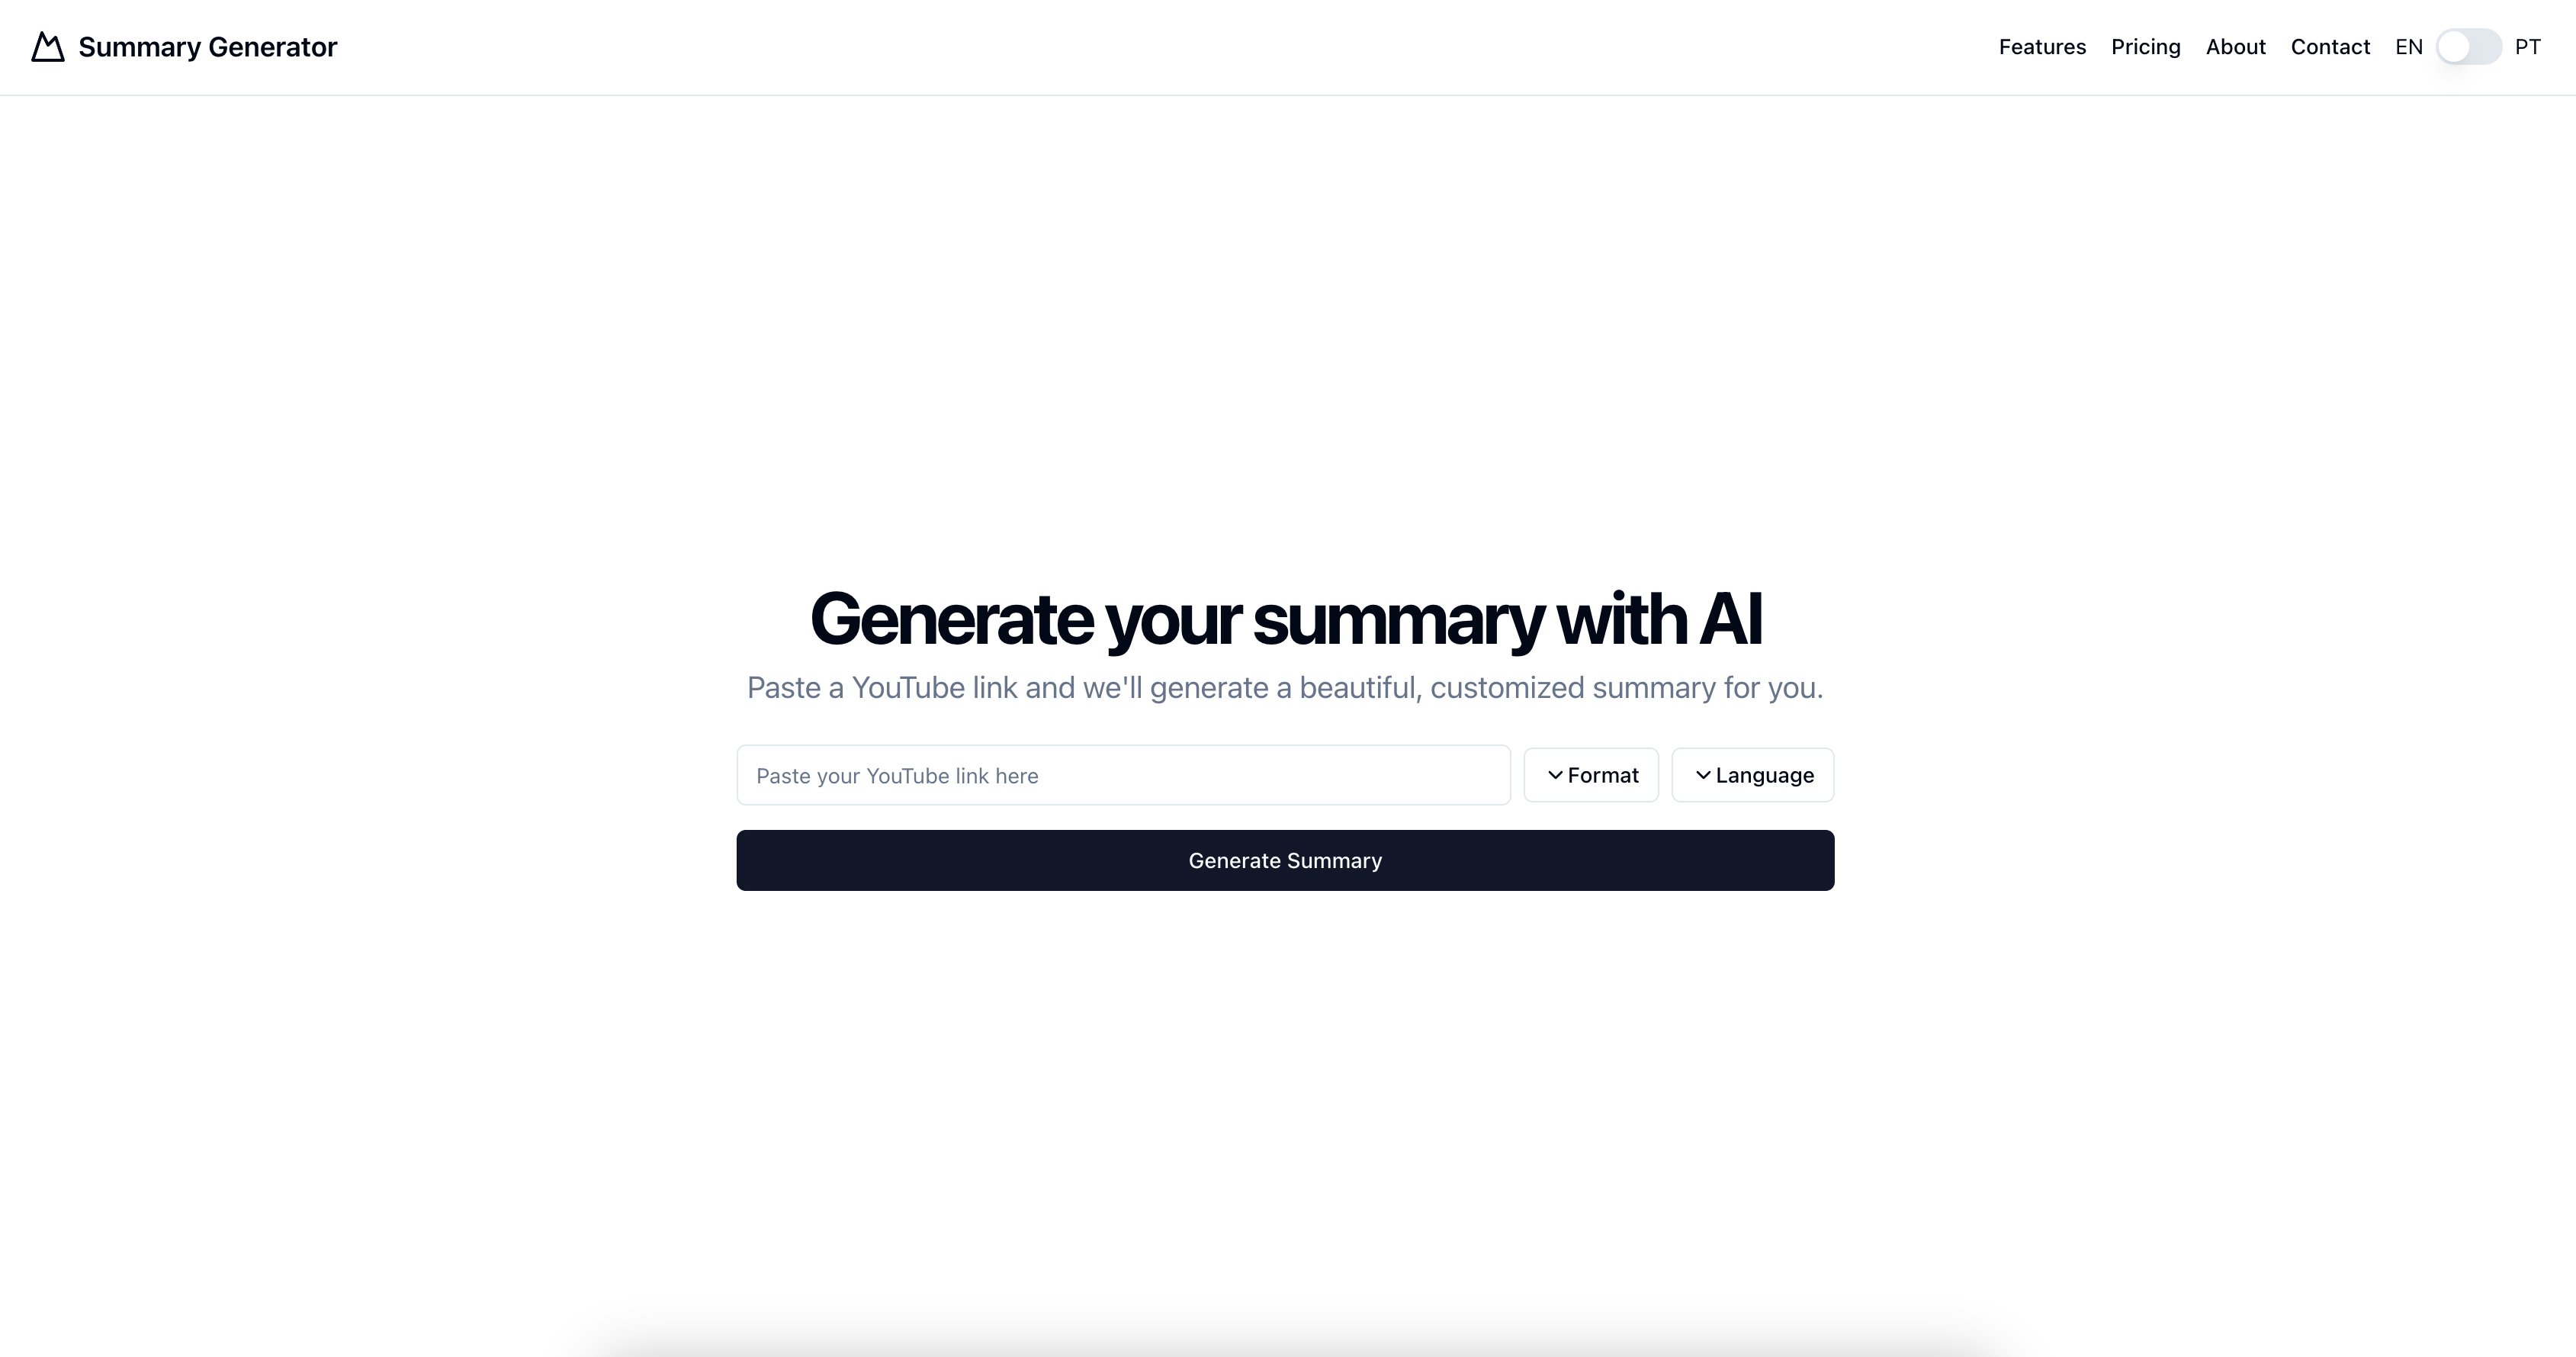 Summary Generator
Features Pricing About Contact EN PT
Generate your summary with AI
Paste a YouTube link and we'll generate a beautiful, customized summary for you.
Paste your YouTube link here Format Language
Generate Summary